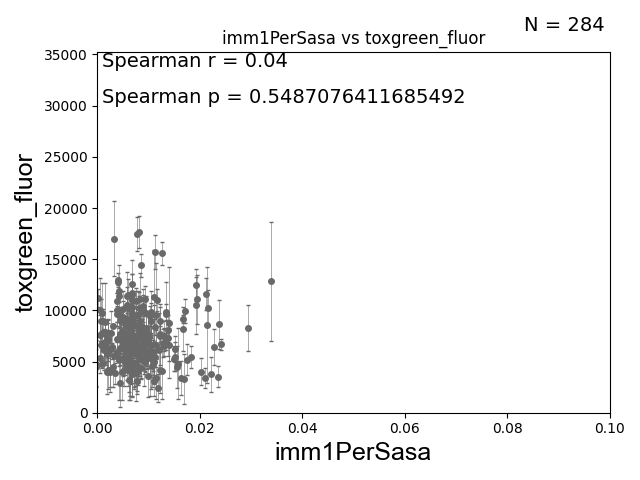 N = 284
imm1PerSasa vs toxgreen_fluor
Spearman r = 0.04
Spearman p = 0.5487076411685492
toxgreen_fluor
35000
30000
25000
20000
15000
10000
5000
0
0.00 0.02 0.04 0.06 0.08 0.10
imm1PerSasa